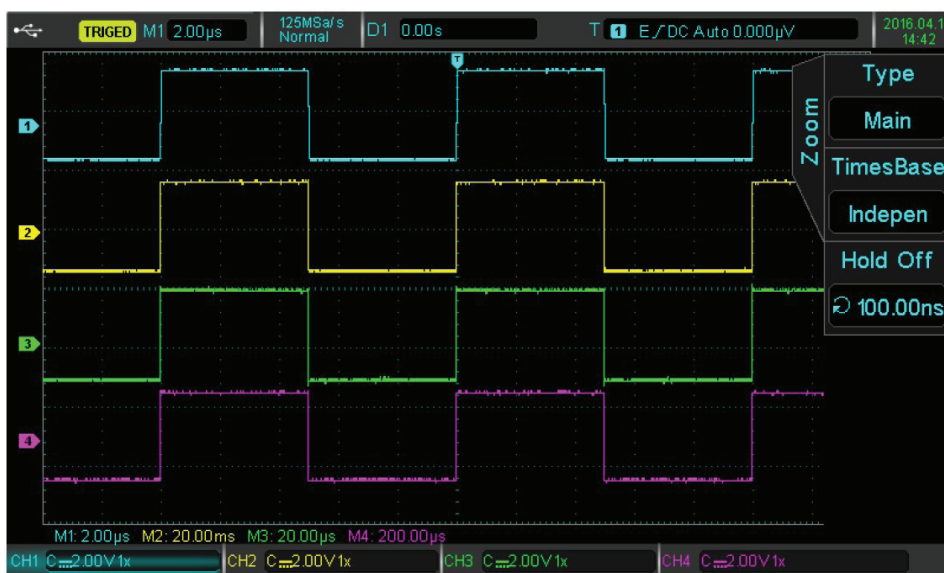 TRIGED M1 2.00µs 125MSa/s Normal D1 0.00s T 1 E DC Auto 0.000µV 2016.04.1
14:42
T
Type
Main
Zoom
TimesBase
Indepen
Hold Off
100.00ns
1
2
3
4
M1: 2.00µs M2: 20.00ms M3: 20.00µs M4: 200.00µs
CH1 C 2.00V 1x CH2 C 2.00V 1x CH3 C 2.00V 1x CH4 C 2.00V 1x